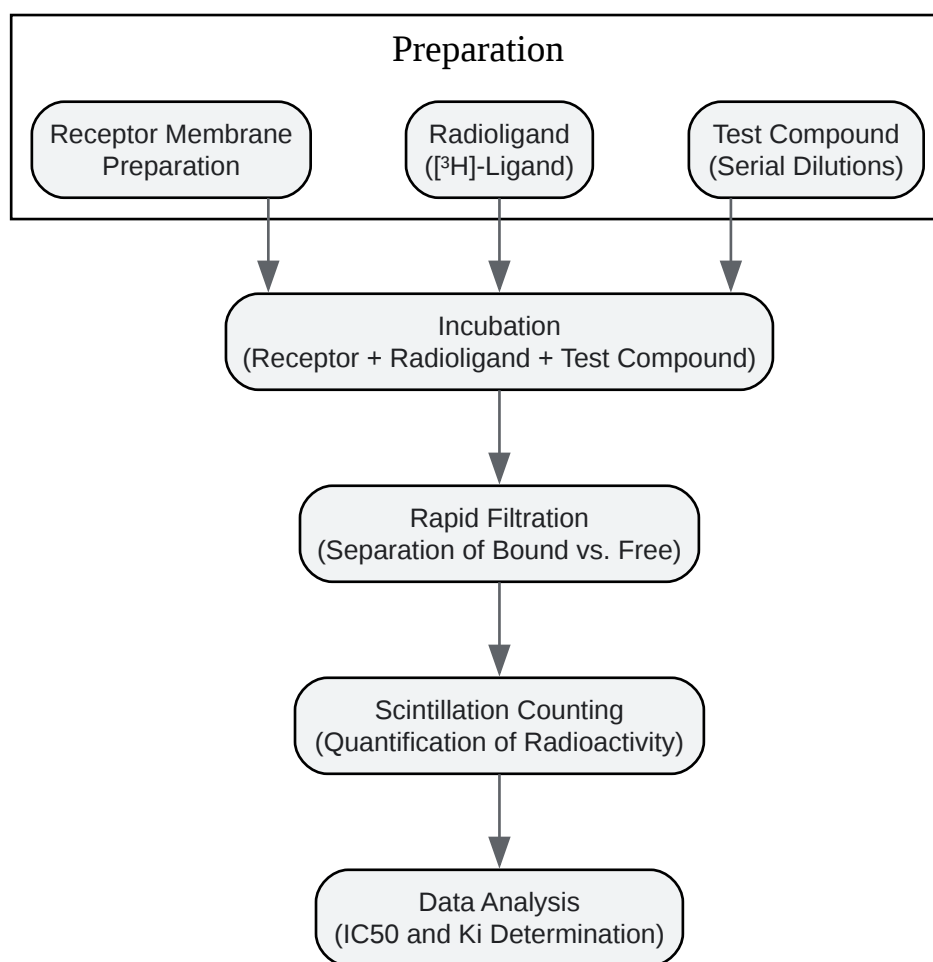 Preparation
Receptor Membrane
Preparation
Radioligand
([³H]-Ligand)
Test Compound
(Serial Dilutions)
Incubation
(Receptor + Radioligand + Test Compound)
Rapid Filtration
(Separation of Bound vs. Free)
Scintillation Counting
(Quantification of Radioactivity)
Data Analysis
(IC50 and Ki Determination)